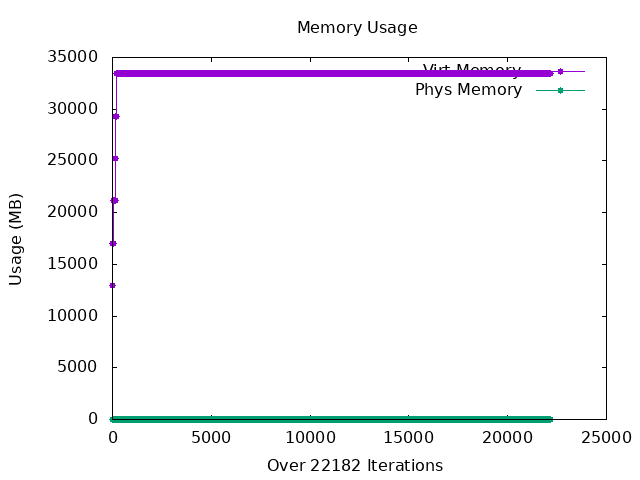 Memory Usage
35000
30000
25000
20000
15000
10000
5000
0
Usage (MB)
Virt Memory
Phys Memory
0 5000 10000 15000 20000 25000
Over 22182 Iterations